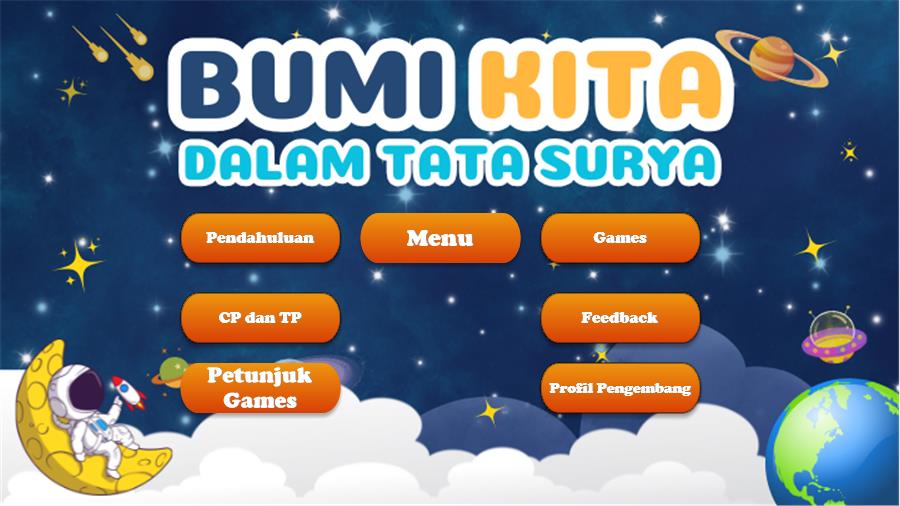 BUMI KITA
DALAM TATA SURYA
Pendahuluan
Menu
Games
CP dan TP
Feedback
Petunjuk
Games
Profil Pengembang